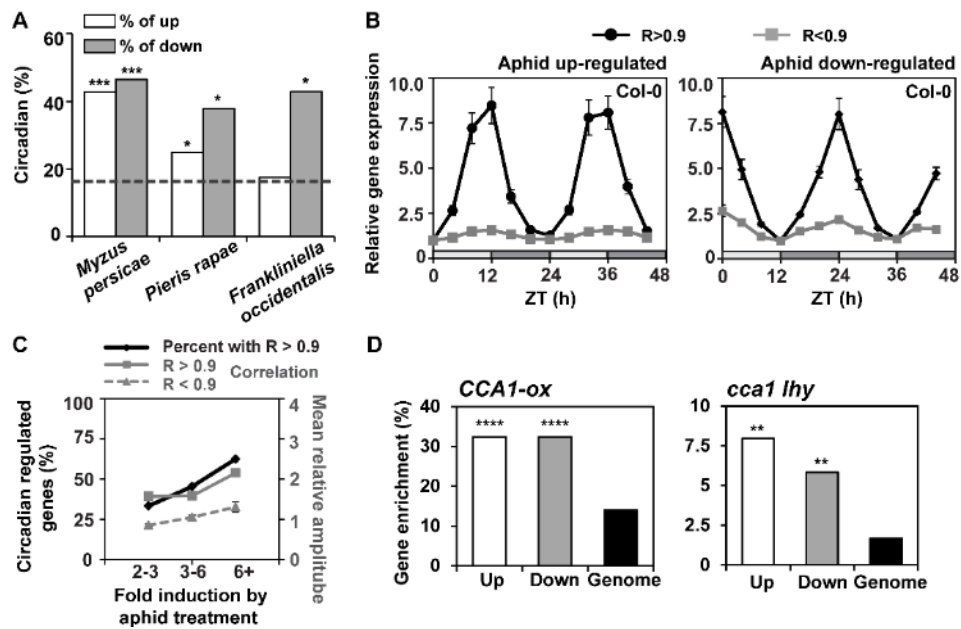 A
% of up
% of down
Circadian (%)
60
40
20
0
***
***
*
*
*
Myzus persicae
Pieris rapae
Frankliniella occidentalis
B
R>0.9
R<0.9
Aphid up-regulated
Aphid down-regulated
Relative gene expression
Col-0
10
7.5
5.0
2.5
0
0 12 24 36 48
ZT (h)
Col-0
10
7.5
5.0
2.5
0
0 12 24 36 48
ZT (h)
C
Percent with R > 0.9
R > 0.9
R < 0.9
Correlation
Circadian regulated genes (%)
100
75
50
25
0
Mean relative amplitube
4
3
2
1
0
2-3 3-6 6+
Fold induction by
aphid treatment
D
CCA1-ox
Gene enrichment (%)
40
30
20
10
0
**** ****
Up Down Genome
cca1 lhy
10
7.5
5.0
2.5
0
**
**
Up Down Genome